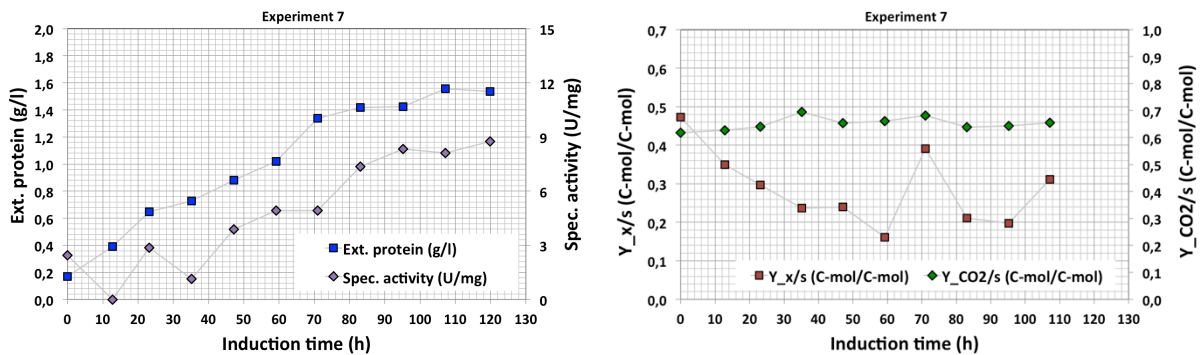 Experiment 7
2,0
1,8
1,6
1,4
1,2
1,0
0,8
0,6
0,4
0,2
0,0
Ext. protein (g/l)
15
12
9
6
3
0
Spec. activity (U/mg)
Ext. protein (g/l)
Spec. activity (U/mg)
0 10 20 30 40 50 60 70 80 90 100 110 120 130
Induction time (h)
Experiment 7
0,7
0,6
0,5
0,4
0,3
0,2
0,1
0,0
Y_x/s (C-mol/C-mol)
1,0
0,9
0,8
0,7
0,6
0,5
0,4
0,3
0,2
0,1
0,0
Y_CO2/s (C-mol/C-mol)
Y_x/s (C-mol/C-mol) Y_CO2/s (C-mol/C-mol)
0 10 20 30 40 50 60 70 80 90 100 110 120 130
Induction time (h)